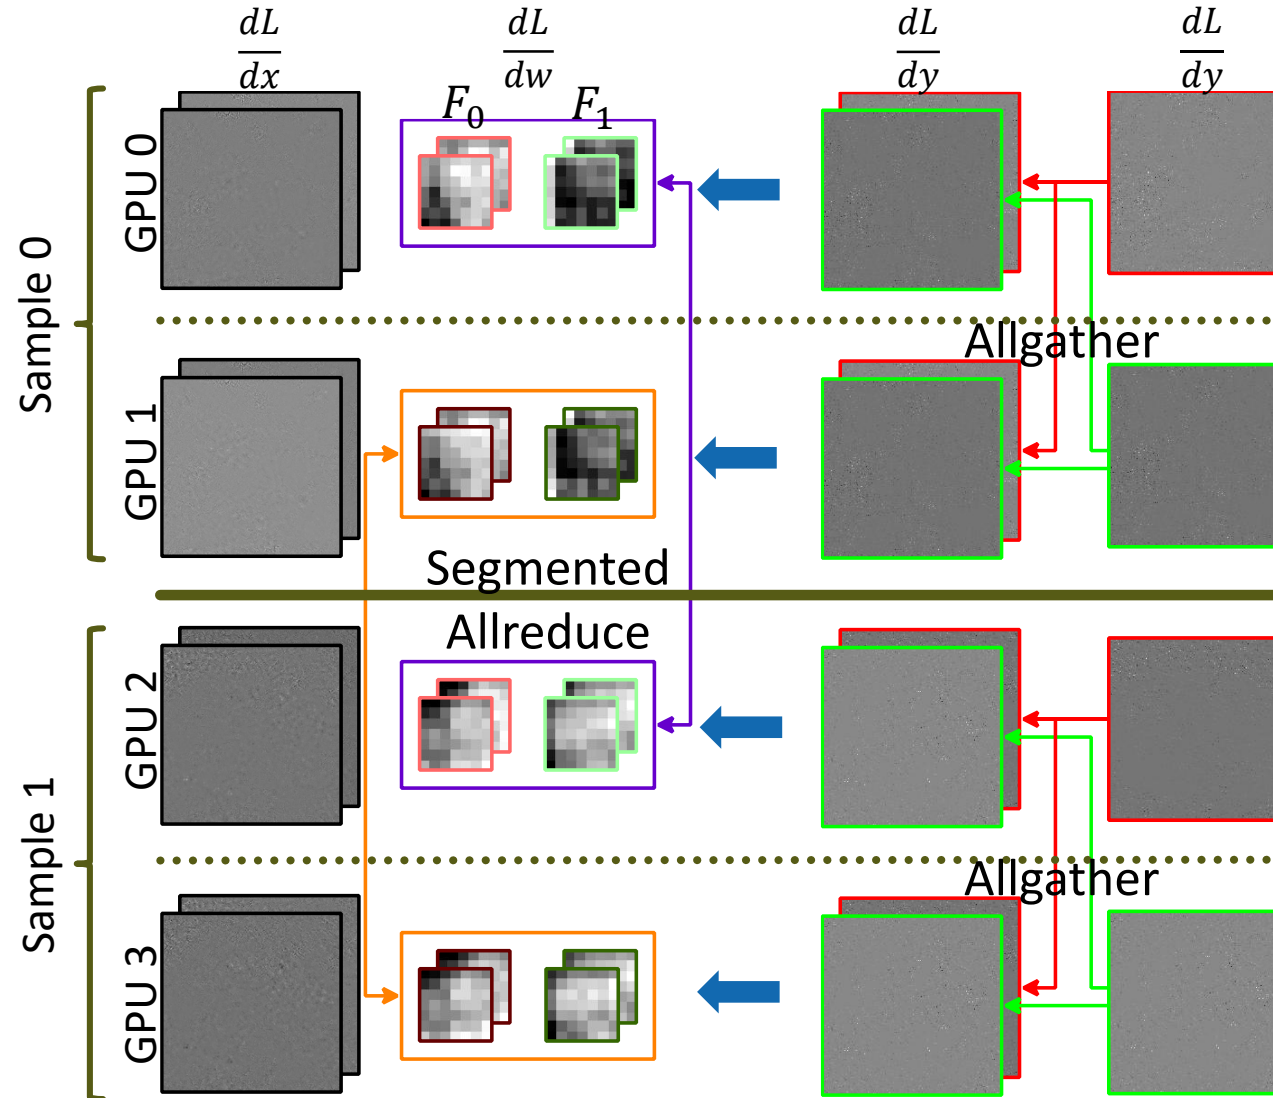 dL/dx dL/dw dL/dy dL/dy
F₀ F₁
Sample 0
GPU 0
Allgather
GPU 1
Segmented
Allreduce
Sample 1
GPU 2
Allgather
GPU 3